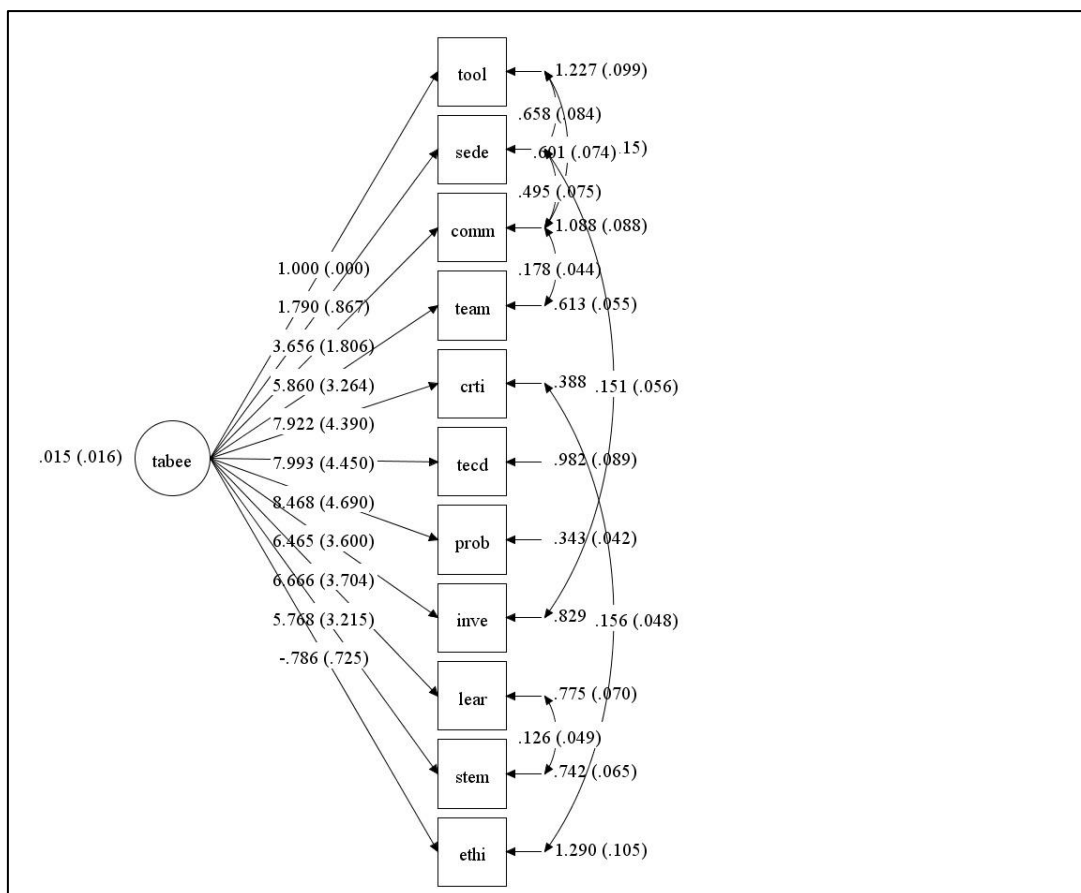 tool
1.227 (.099)
.658 (.084)
sede
.601 (.074)
15)
.495 (.075)
comm
1.088 (.088)
1.000 (.000)
.178 (.044)
1.790 (.867)
team
.613 (.055)
3.656 (1.806)
5.860 (3.264)
crti
.388
.151 (.056)
7.922 (4.390)
.015 (.016)
tabee
7.993 (4.450)
tecd
.982 (.089)
8.468 (4.690)
prob
.343 (.042)
6.465 (3.600)
6.666 (3.704)
inve
.829
.156 (.048)
5.768 (3.215)
-.786 (.725)
lear
.775 (.070)
.126 (.049)
stem
.742 (.065)
ethi
1.290 (.105)